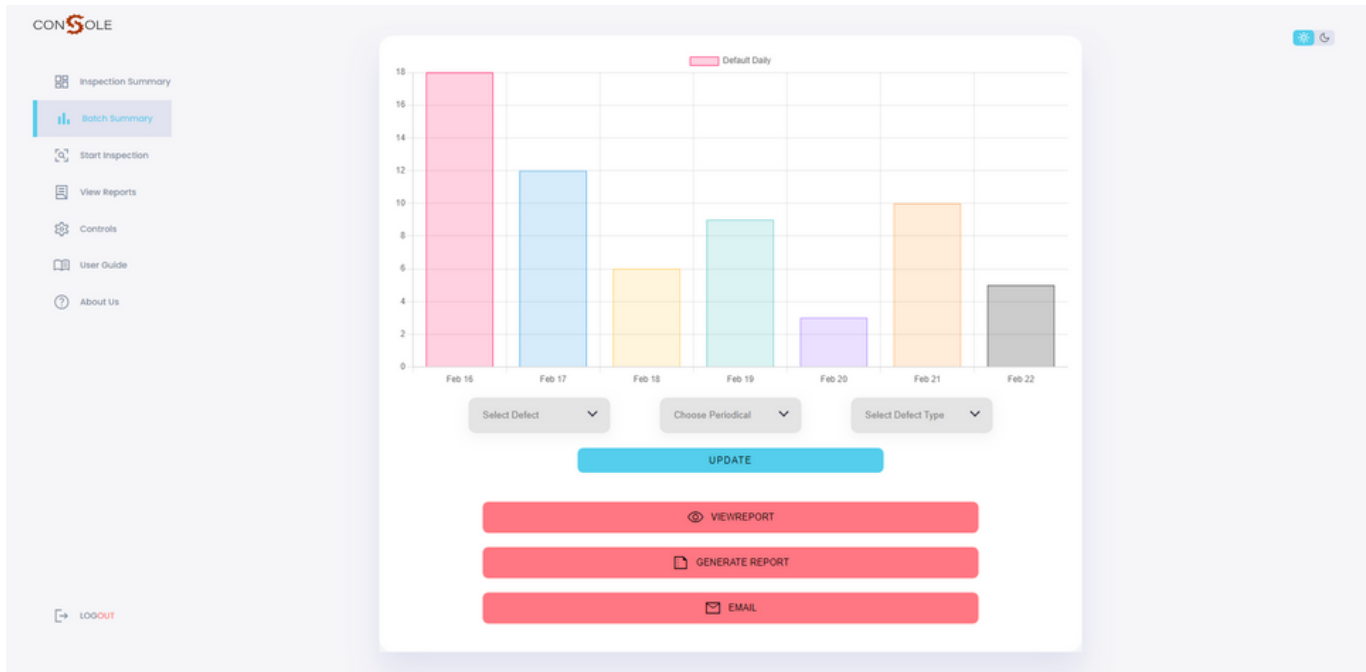 CONSOLE
Inspection Summary
Batch Summary
Start Inspection
View Reports
Controls
User Guide
About Us
LOGOUT
Default Daily
18
16
14
12
10
8
6
4
2
0
Feb 16 Feb 17 Feb 18 Feb 19 Feb 20 Feb 21 Feb 22
Select Defect Choose Periodical Select Defect Type
UPDATE
VIEWREPORT
GENERATE REPORT
EMAIL